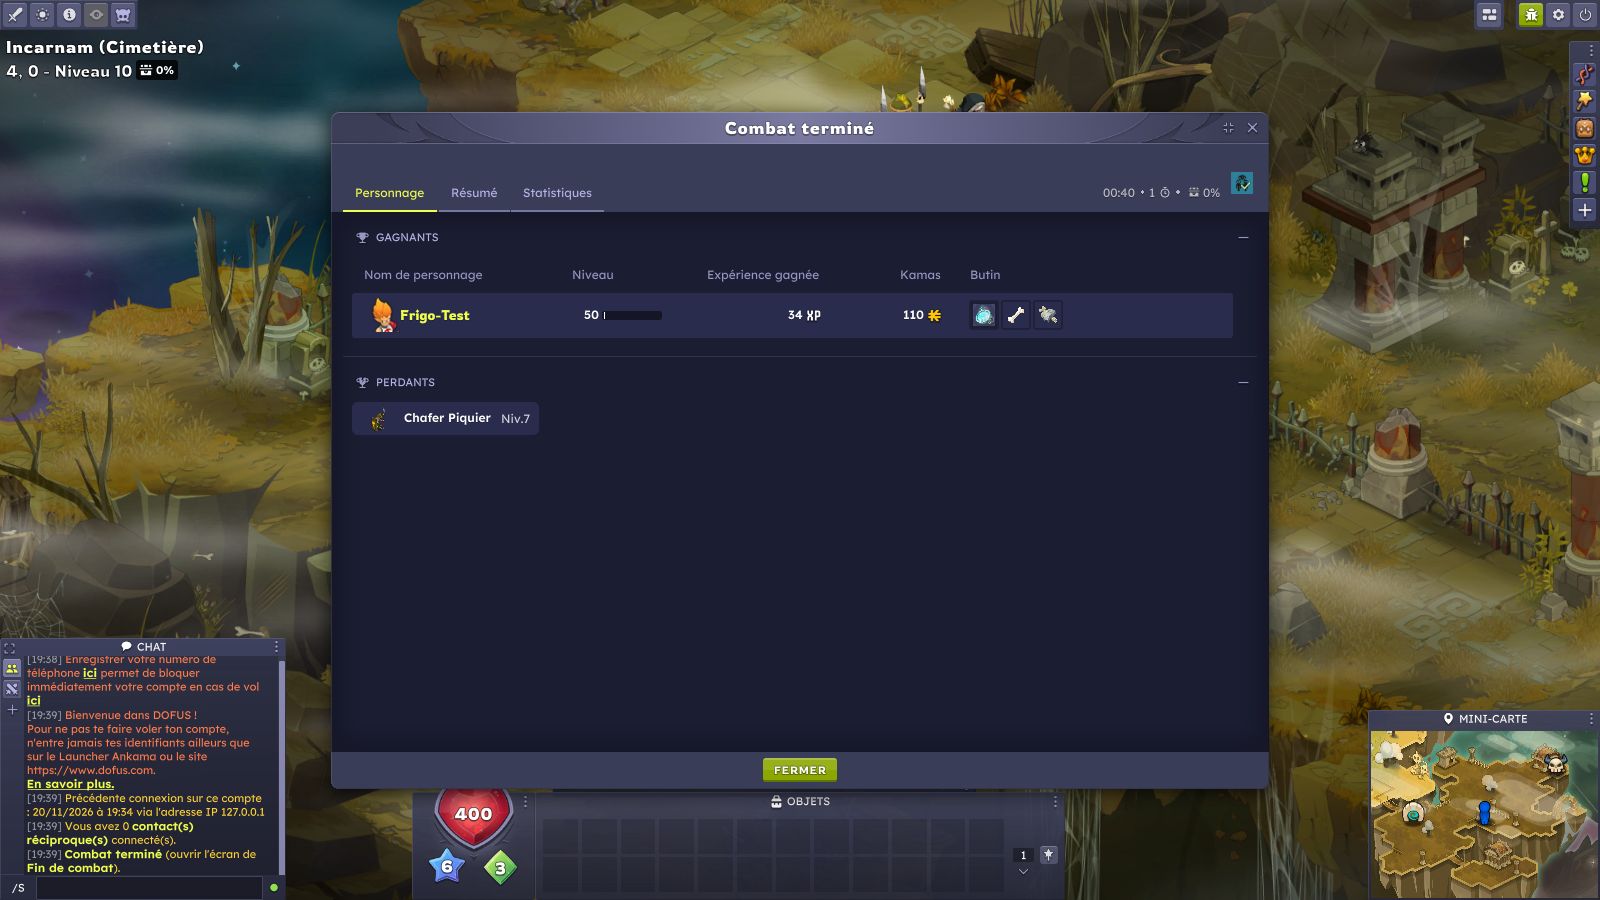 Incarnam (Cimetière)
4, 0 - Niveau 10 0%
Combat terminé
Personnage Résumé Statistiques 00:40 • 1 • 0%
GAGNANTS
Nom de personnage Niveau Expérience gagnée Kamas Butin
Frigo-Test 50 34 XP 110
PERDANTS
Chafer Piquier Niv.7
FERMER
CHAT
[19:38] Enregistrer votre numéro de
téléphone ici permet de bloquer
immédiatement votre compte en cas de vol
ici
[19:39] Bienvenue dans DOFUS !
Pour ne pas te faire voler ton compte,
n'entre jamais tes identifiants ailleurs que
sur le Launcher Ankama ou le site
https://www.dofus.com.
En savoir plus.
[19:39] Précédente connexion sur ce compte
: 20/11/2026 à 19:34 via l'adresse IP 127.0.0.1
[19:39] Vous avez 0 contact(s)
réciproque(s) connecté(s).
[19:39] Combat terminé (ouvrir l'écran de
Fin de combat).
/S
400
6 3
OBJETS
1
MINI-CARTE